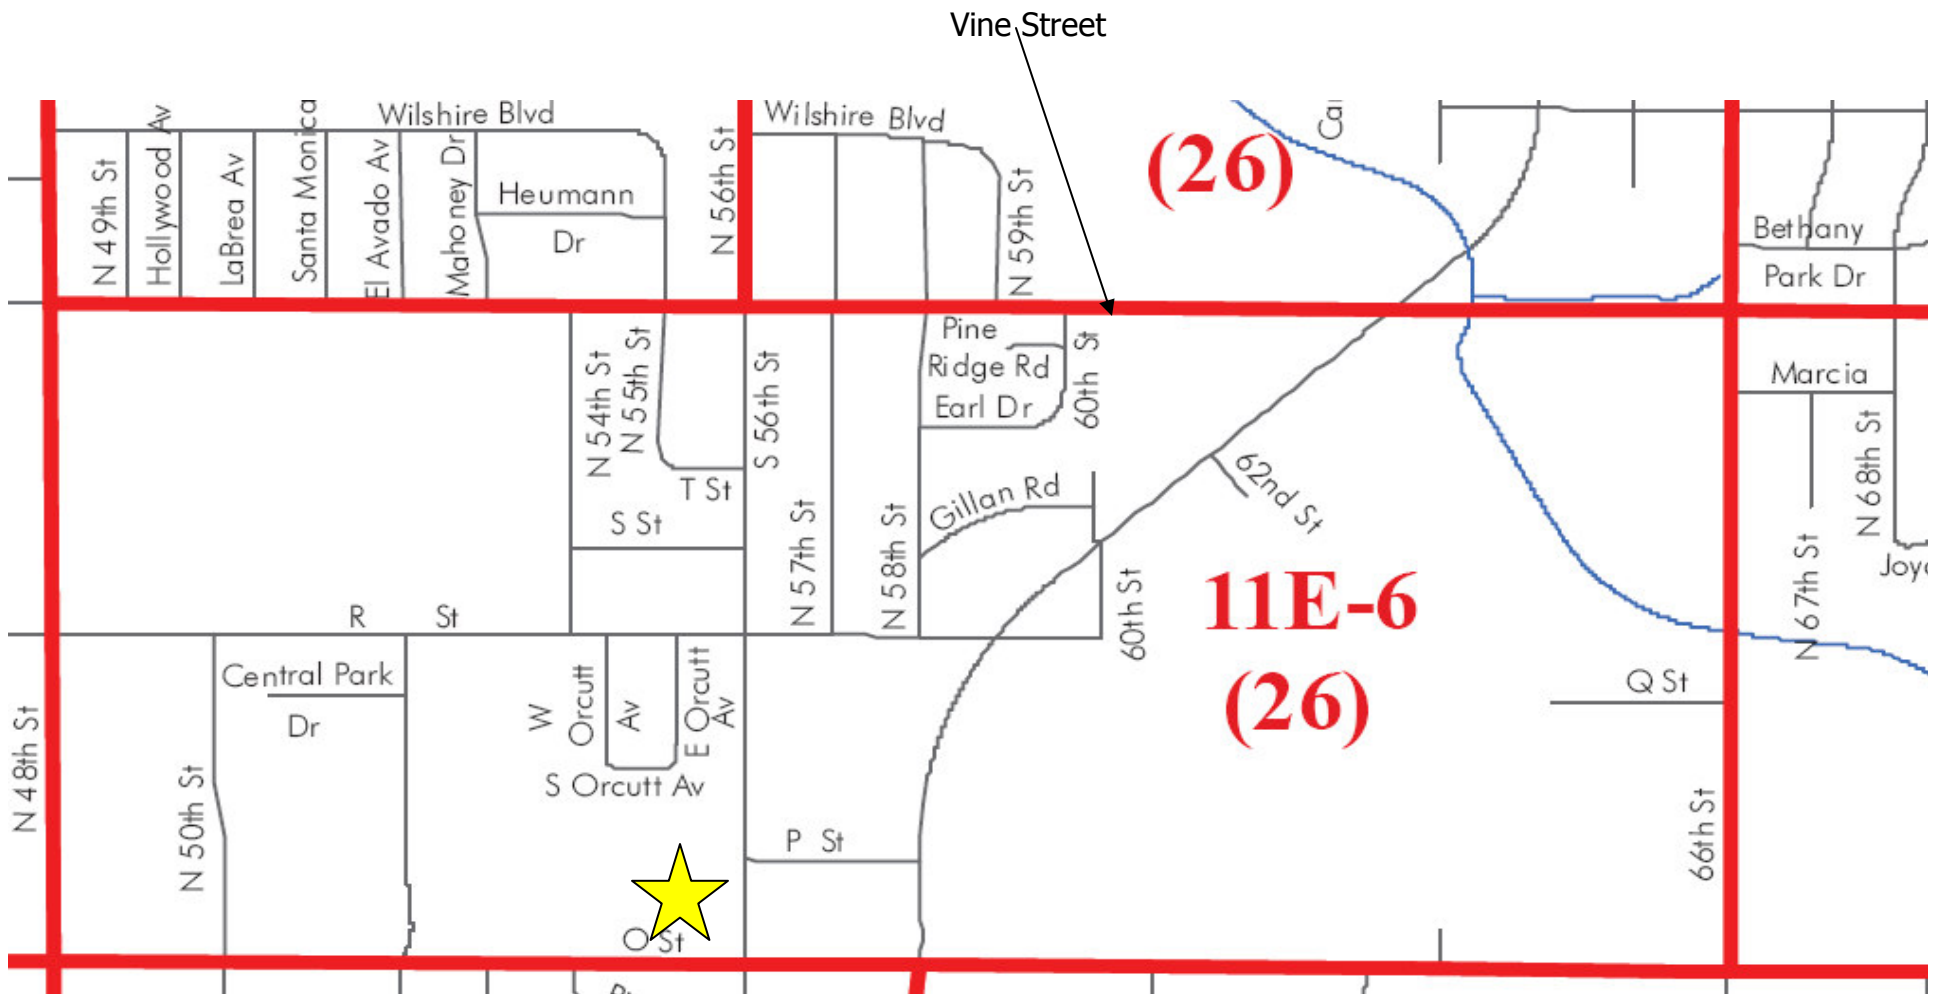 Vine Street
Wilshire Blvd
Wilshire Blvd
N 49th St
Hollywood Av
LaBrea Av
Santa Monica
El Avado Av
Mahoney Dr
Heumann
Dr
N 56th St
N 59th St
(26)
Bethany
Park Dr
N 54th St
N 55th St
T St
S St
S 56th St
N 57th St
N 58th St
Pine
Ridge Rd
Earl Dr
60th St
Gillan Rd
62nd St
60th St
11E-6
(26)
Marcia
N 68th St
N 67th St
R St
Central Park
Dr
W
Orcutt
Av
E Orcutt
Av
S Orcutt Av
Q St
N 48th St
N 50th St
P St
66th St
O St